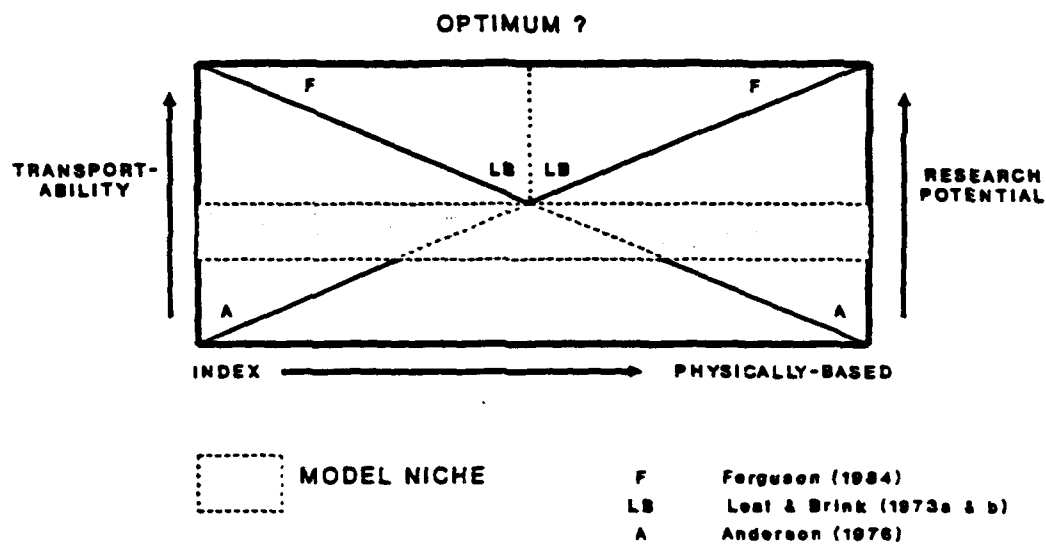 OPTIMUM ?
F
F
LB
LB
TRANSPORT-
ABILITY
RESEARCH
POTENTIAL
A
A
INDEX
PHYSICALLY-BASED
MODEL NICHE
F Ferguson (1984)
LB Leaf & Brink (1973a & b)
A Anderson (1976)